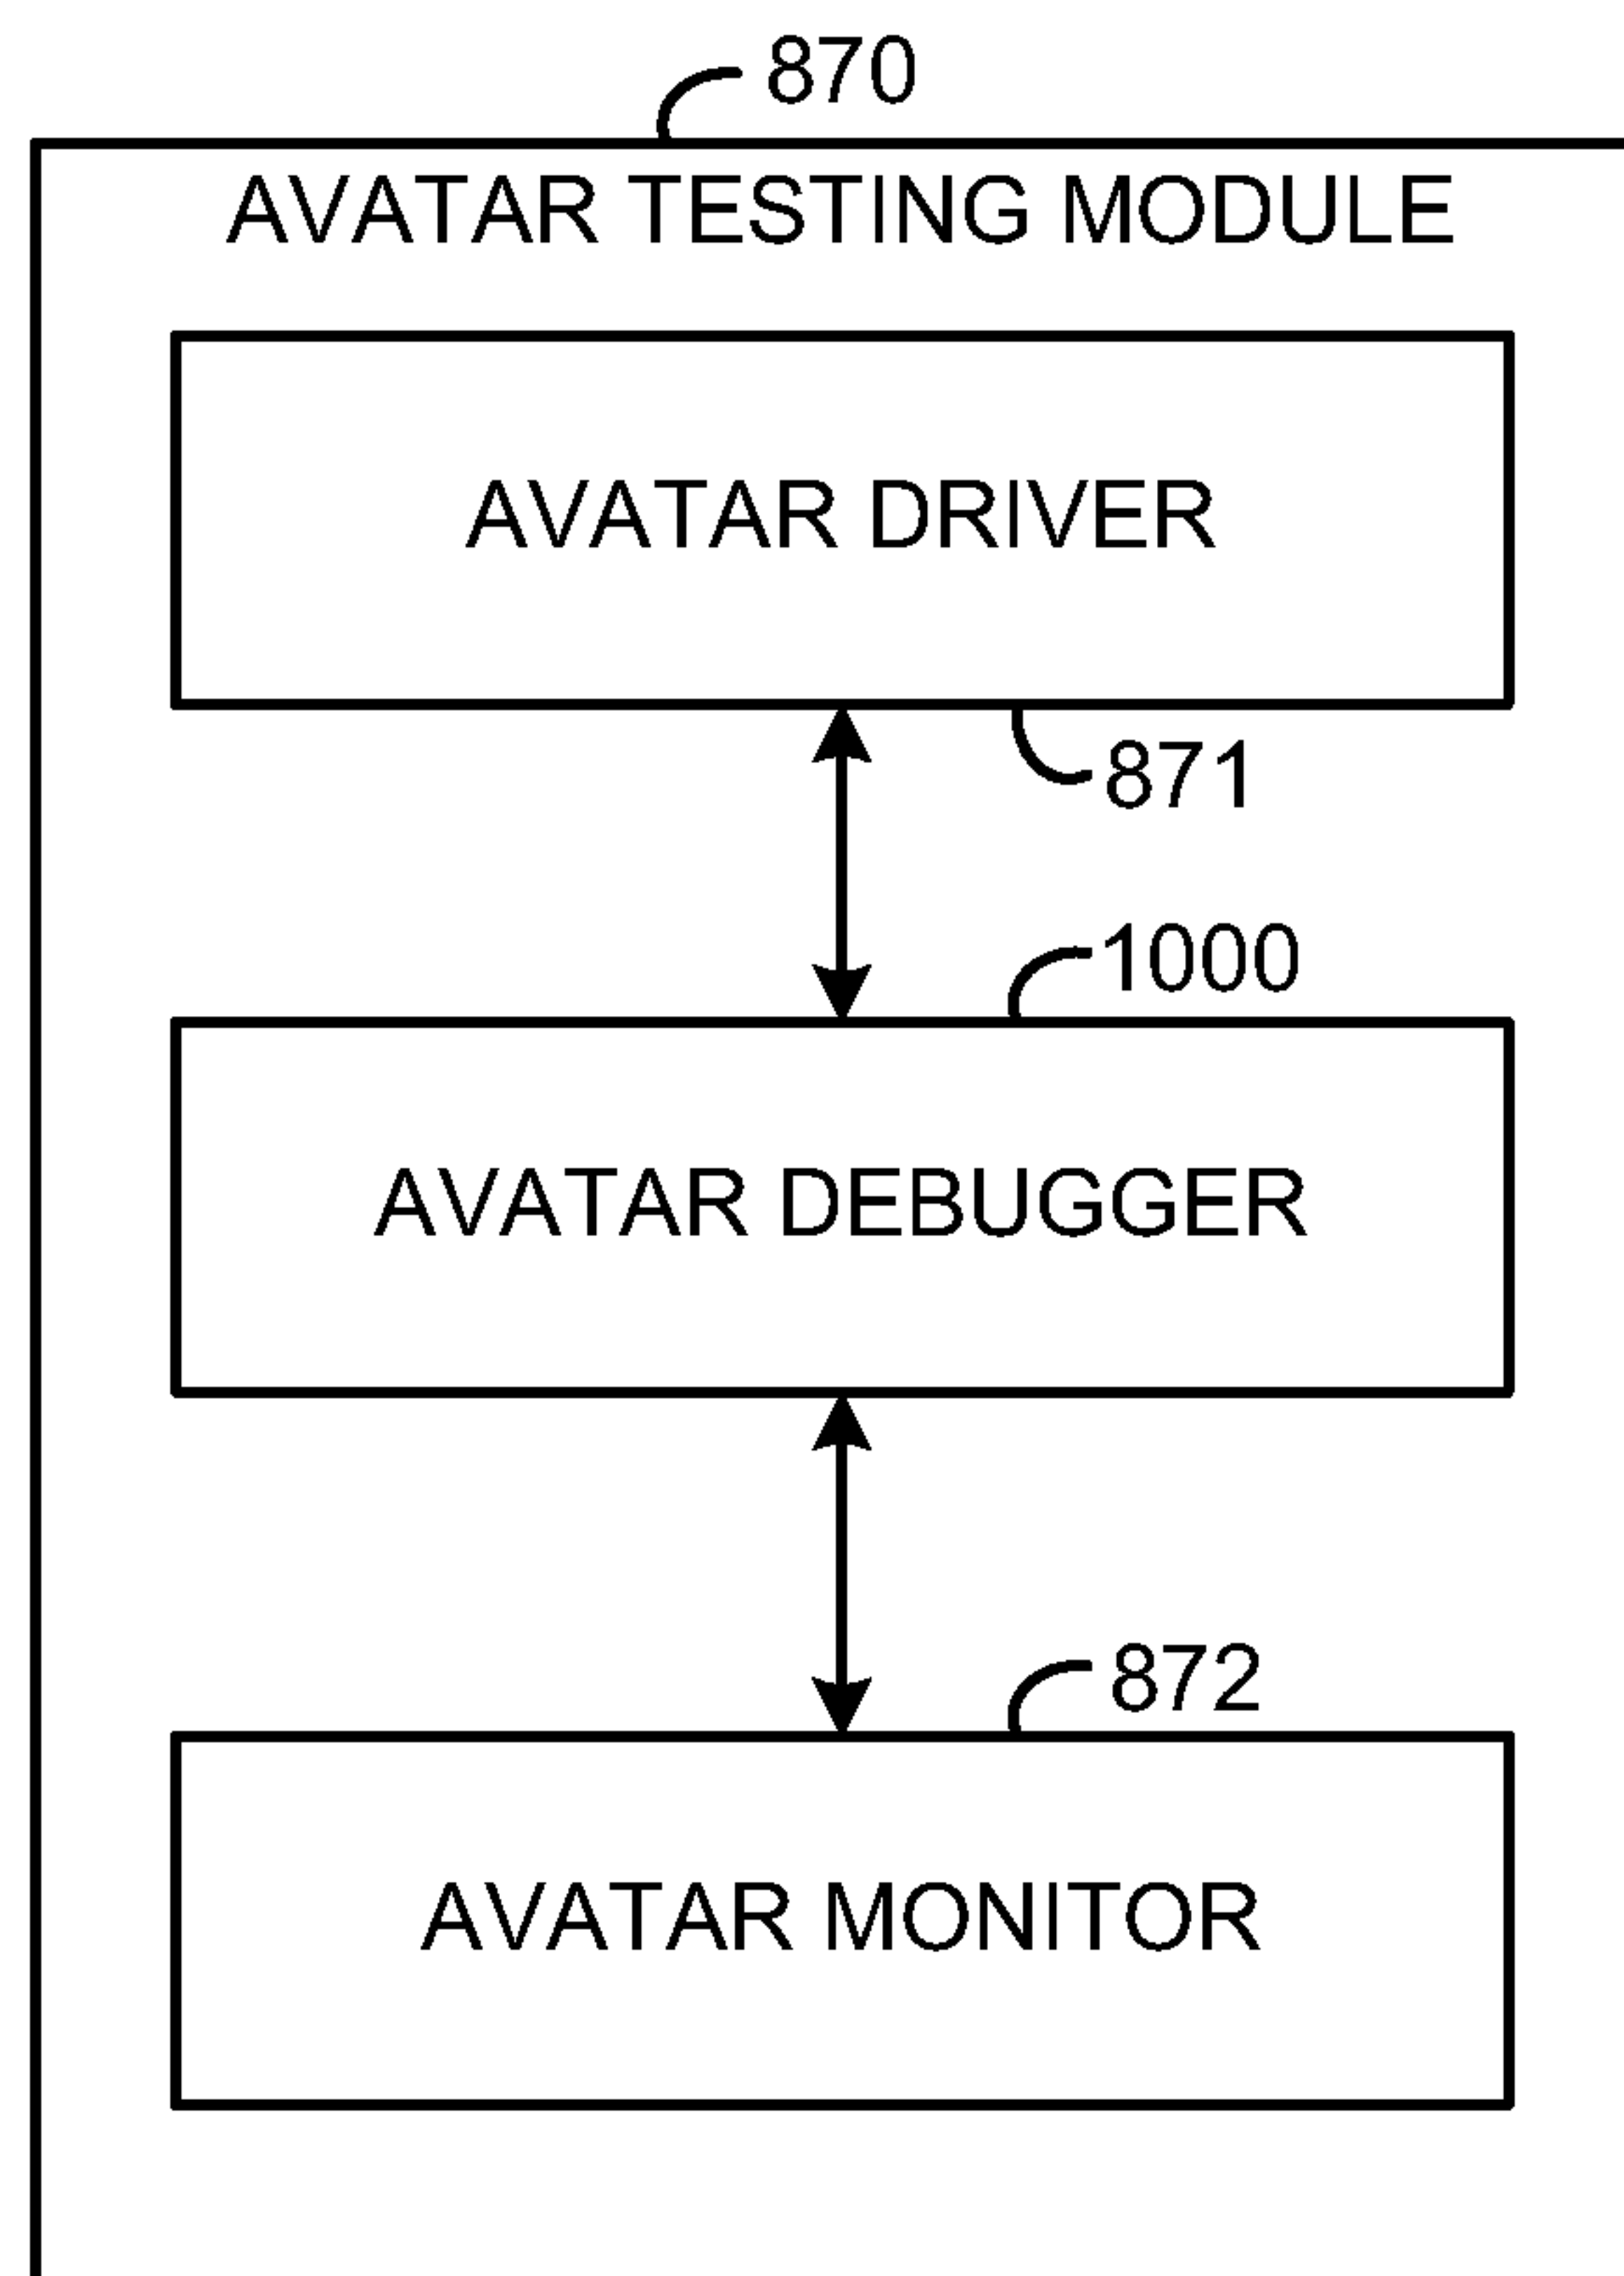 870
AVATAR TESTING MODULE
AVATAR DRIVER
871
1000
AVATAR DEBUGGER
872
AVATAR MONITOR